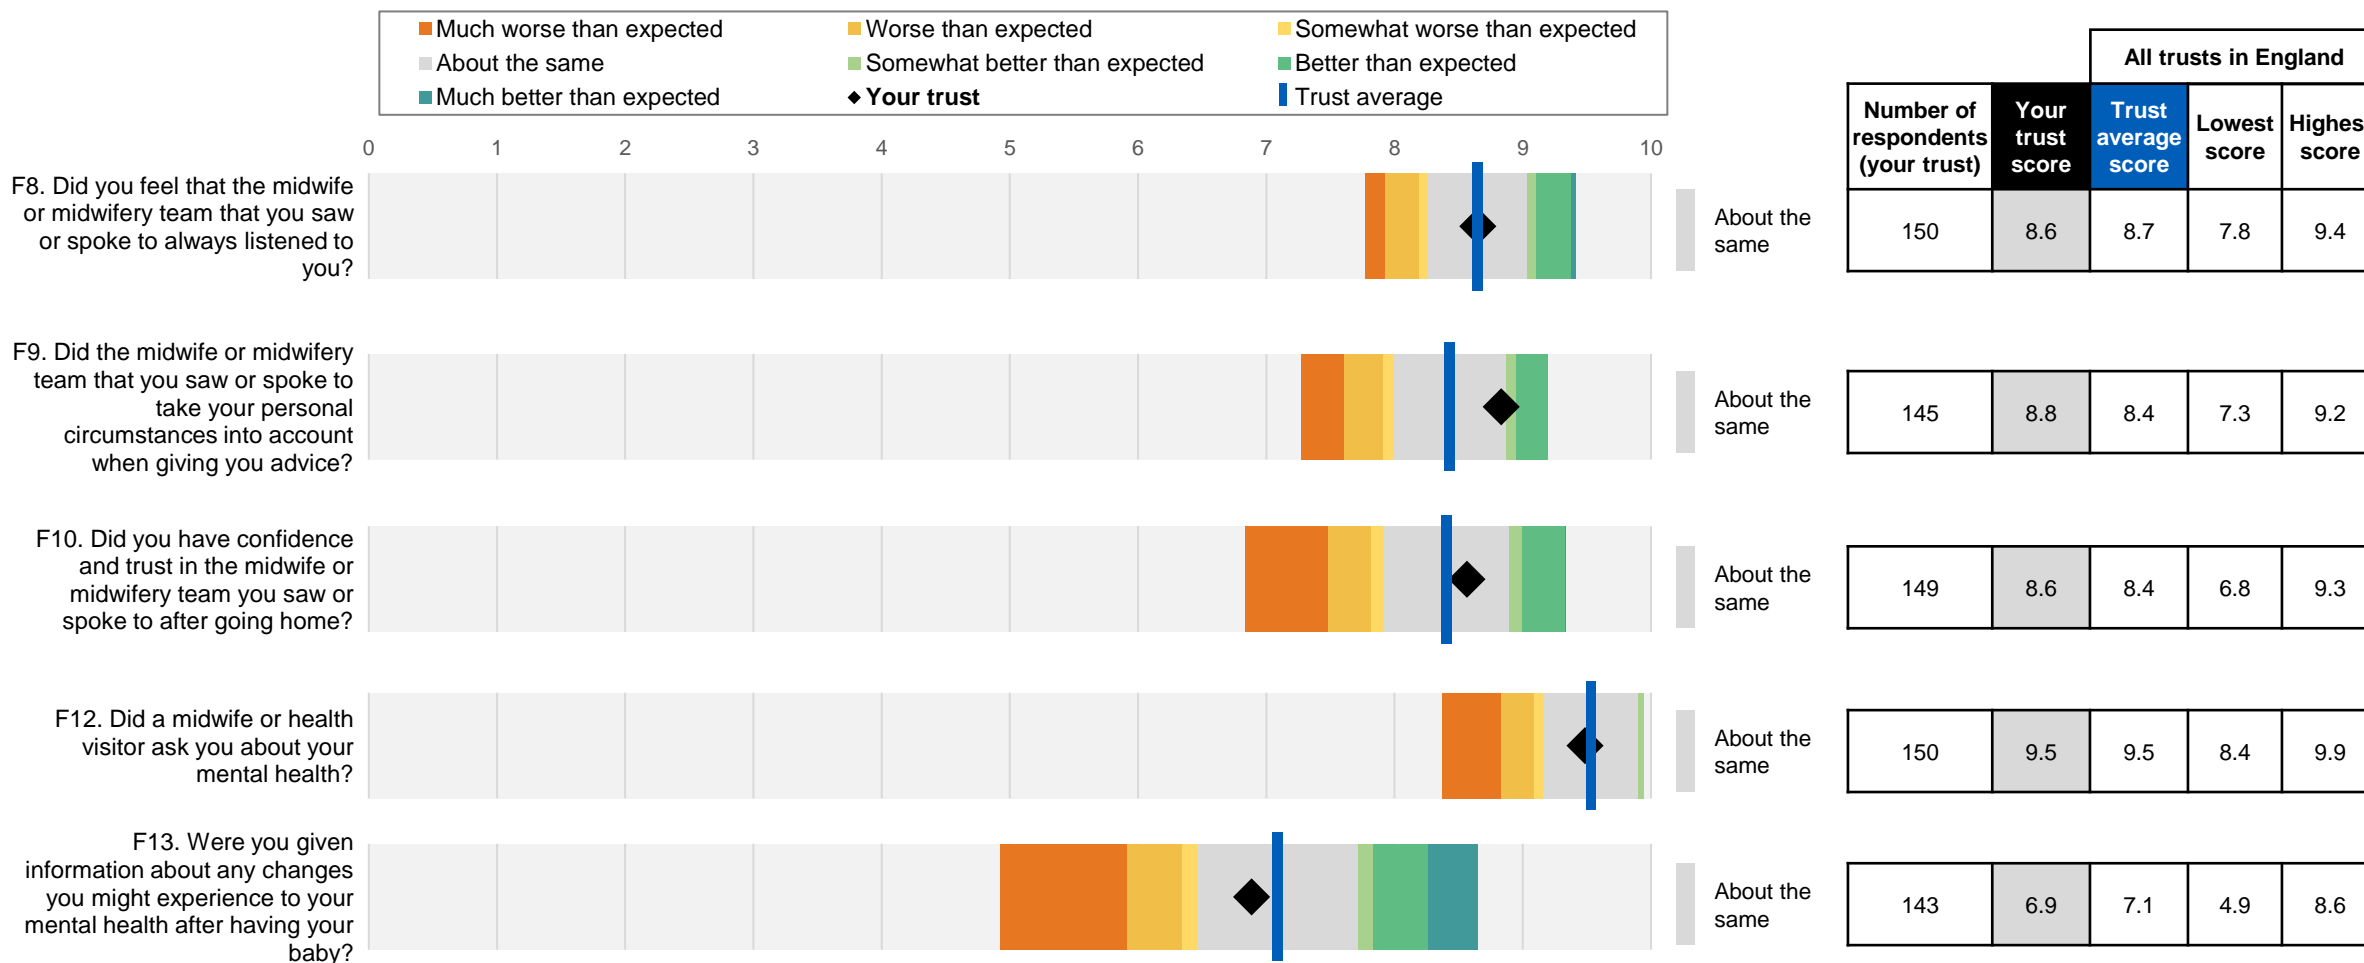 Much worse than expected
Worse than expected
Somewhat worse than expected
About the same
Somewhat better than expected
Better than expected
Much better than expected
Your trust
Trust average
All trusts in England
Number of
respondents
(your trust)
Your
trust
score
Trust
average
score
Lowest
score
Highes
score
0 1 2 3 4 5 6 7 8 9 10
F8. Did you feel that the midwife
or midwifery team that you saw
or spoke to always listened to
you?
About the
same
150 8.6 8.7 7.8 9.4
F9. Did the midwife or midwifery
team that you saw or spoke to
take your personal
circumstances into account
when giving you advice?
About the
same
145 8.8 8.4 7.3 9.2
F10. Did you have confidence
and trust in the midwife or
midwifery team you saw or
spoke to after going home?
About the
same
149 8.6 8.4 6.8 9.3
F12. Did a midwife or health
visitor ask you about your
mental health?
About the
same
150 9.5 9.5 8.4 9.9
F13. Were you given
information about any changes
you might experience to your
mental health after having your
baby?
About the
same
143 6.9 7.1 4.9 8.6